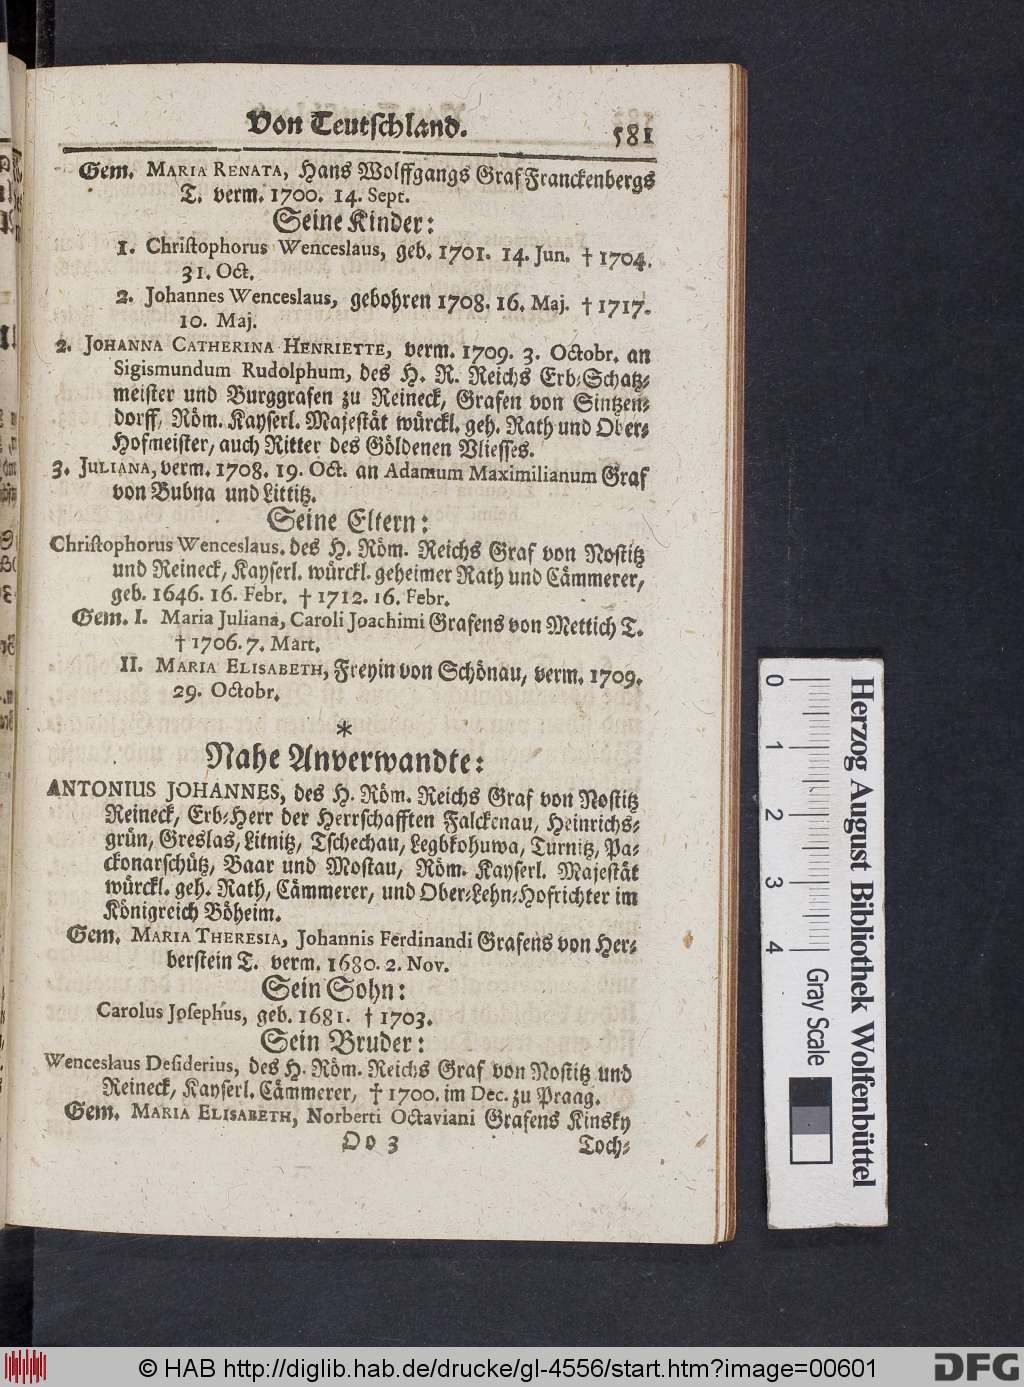 Von Teutschland. 581
Gem. MARIA RENATA, Hans Wolffgangs Graf Franckenbergs
T. verm. 1700. 14. Sept.
Seine Kinder:
1. Christophorus Wenceslaus, geb. 1701. 14. Jun. † 1704.
31. Oct.
2. Johannes Wenceslaus, gebohren 1708. 16. Maj. † 1717.
10. Maj.
2. JOHANNA CATHERINA HENRIETTE, verm. 1709. 3. Octobr. an
Sigismundum Rudolphum, des H. R. Reichs Erb-Schatz-
meister und Burggrafen zu Reineck, Grafen von Sintzen-
dorff, Röm. Kayserl. Majestät würckl. geh. Rath und Ober-
Hofmeister, auch Ritter des Göldenen Vliesses.
3. JULIANA, verm. 1708. 19. Oct. an Adamum Maximilianum Graf
von Bubna und Littitz.
Seine Eltern:
Christophorus Wenceslaus. des H. Röm. Reichs Graf von Nostitz
und Reineck, Kayserl. würckl. geheimer Rath und Cämmerer,
geb. 1646. 16. Febr. † 1712. 16. Febr.
Gem. I. Maria Juliana, Caroli Joachimi Grafens von Mettich T.
† 1706. 7. Mart.
II. MARIA ELISABETH, Freyin von Schönau, verm. 1709.
29. Octobr.
*
Nahe Anverwandte:
ANTONIUS JOHANNES, des H. Röm. Reichs Graf von Nostitz
Reineck, Erb-Herr der Herrschafften Falckenau, Heinrichs-
grün, Greslas, Litnitz, Tschechau, Legbkohuwa, Turnitz, Pa-
ckonarschütz, Baar und Mostau, Röm. Kayserl. Majestät
würckl. geh. Rath, Cämmerer, und Ober-Lehn-Hofrichter im
Königreich Böheim.
Gem. MARIA THERESIA, Johannis Ferdinandi Grafens von Her-
berstein T. verm. 1680. 2. Nov.
Sein Sohn:
Carolus Josephus, geb. 1681. † 1703.
Sein Bruder:
Wenceslaus Desiderius, des H. Röm. Reichs Graf von Nostitz und
Reineck, Kayserl. Cämmerer, † 1700. im Dec. zu Praag.
Gem. MARIA ELISABETH, Norberti Octaviani Grafens Kinsky
Oo 3 Toch-
0 1 2 3 4 Gray Scale
Herzog August Bibliothek Wolfenbüttel
© HAB http://diglib.hab.de/drucke/gl-4556/start.htm?image=00601
DFG